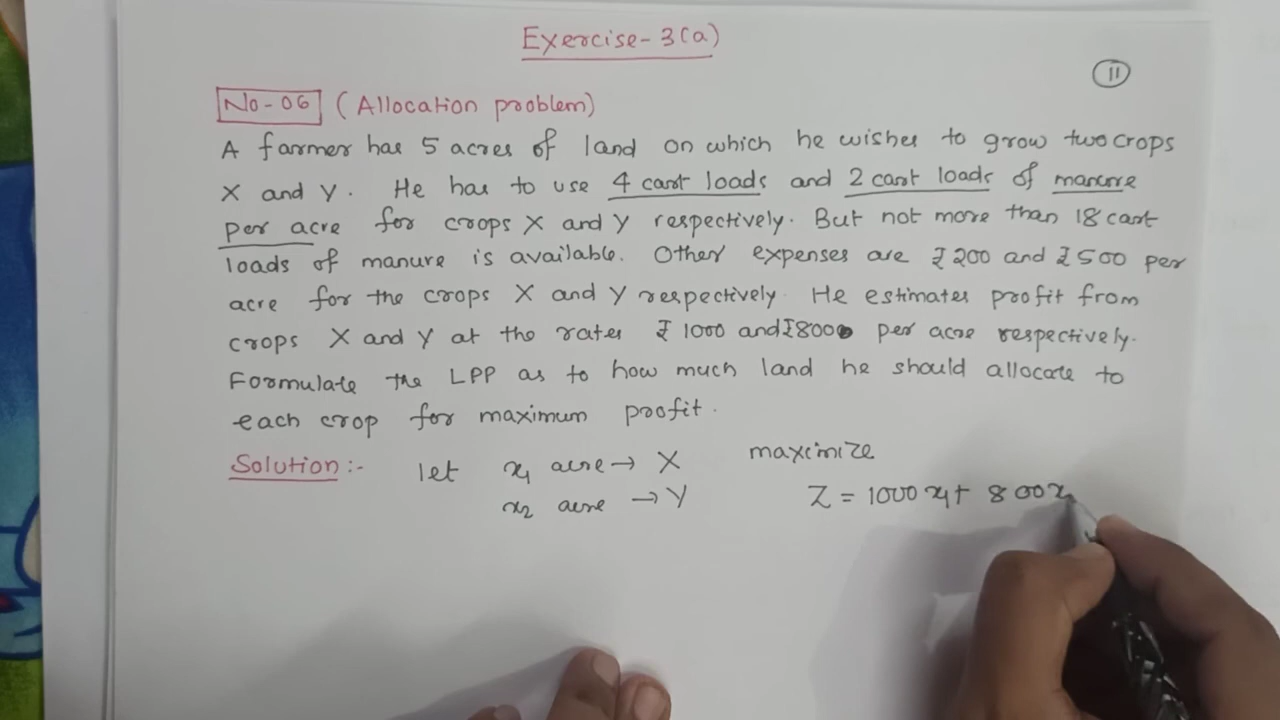 Exercise-3(a)
11
No-06 (Allocation problem)
A farmer has 5 acres of land on which he wishes to grow two crops
X and Y. He has to use 4 cart loads and 2 cart loads of manure
per acre for crops X and Y respectively. But not more than 18 cart
loads of manure is available. Other expenses are ₹200 and ₹500 per
acre for the crops X and Y respectively. He estimates profit from
crops X and Y at the rates ₹1000 and ₹800 per acre respectively.
Formulate the LPP as to how much land he should allocate to
each crop for maximum profit.
Solution:- let x₁ acre → X maximize
x₂ acre → Y Z = 1000x₁ + 800x